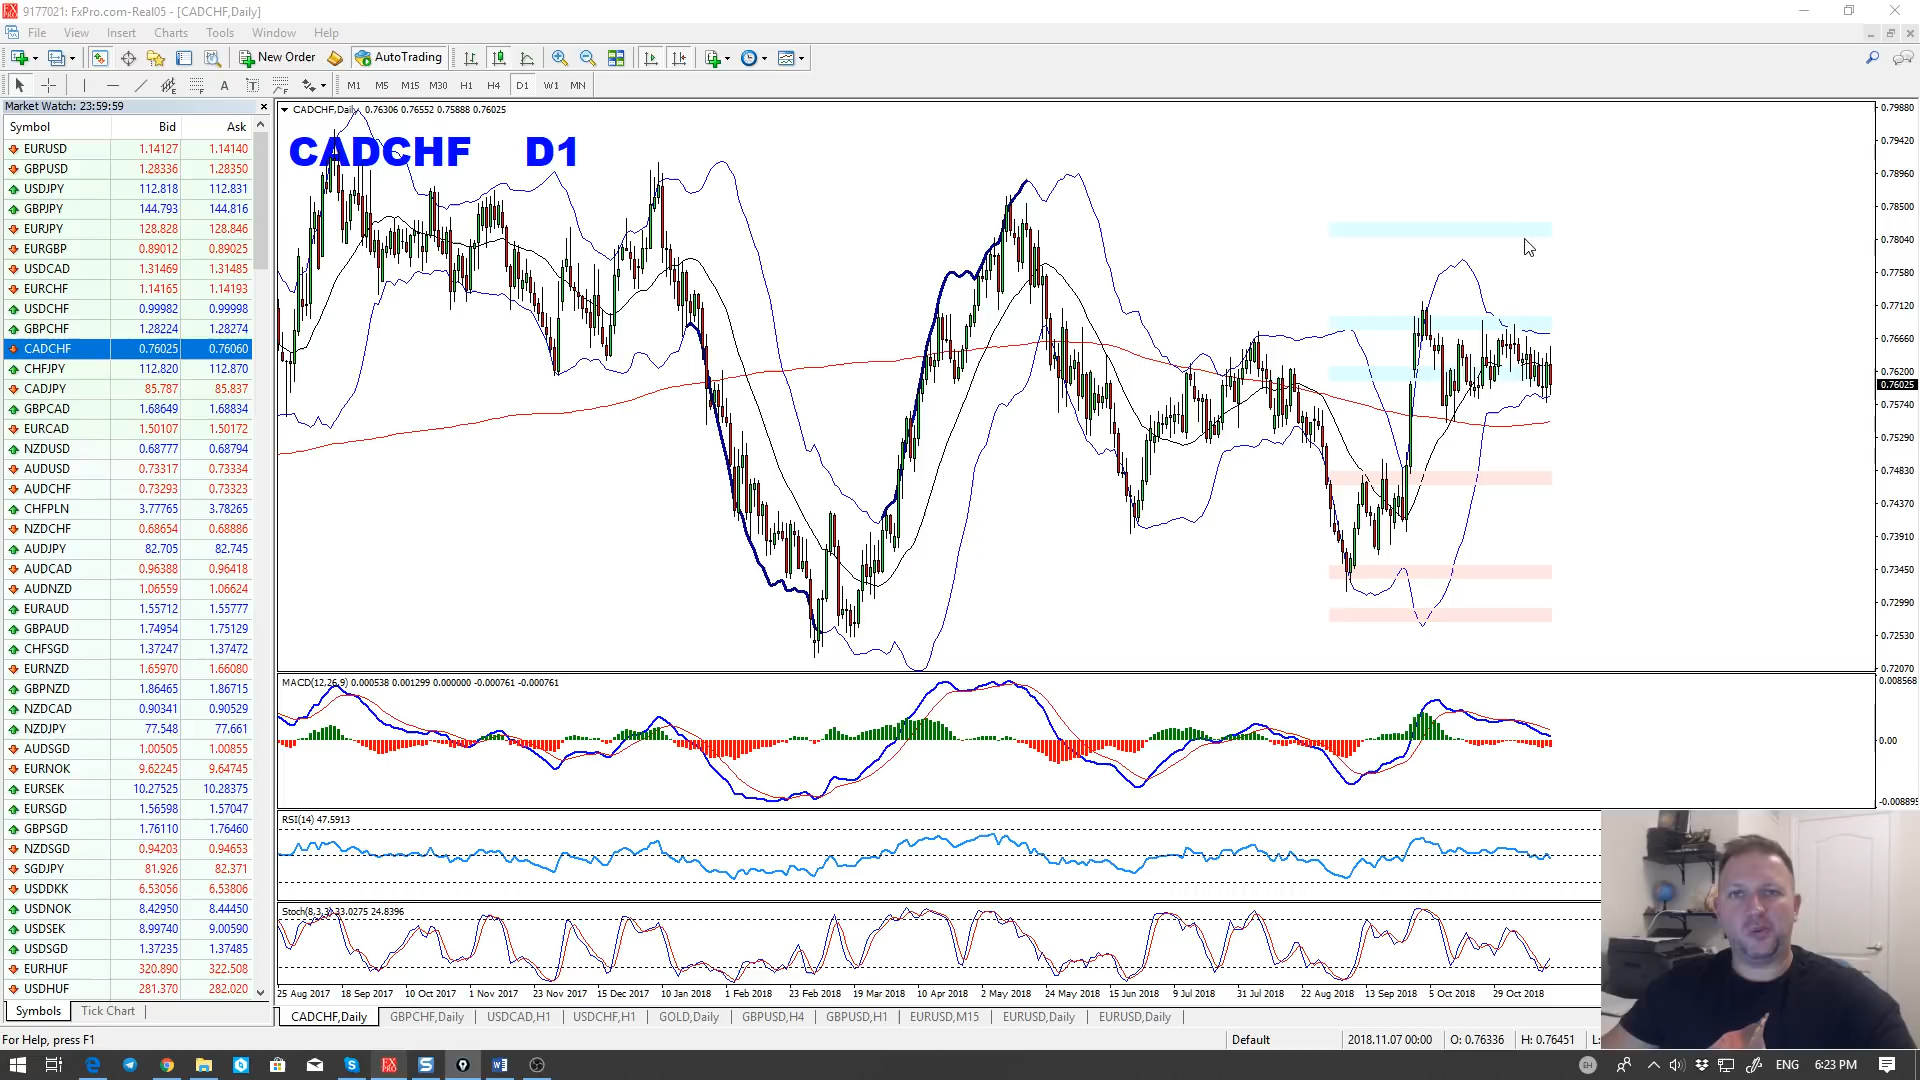 9177021: FxPro.com-Real05 - [CADCHF,Daily]
File View Insert Charts Tools Window Help
New Order AutoTrading
M1 M5 M15 M30 H1 H4 D1 W1 MN
Market Watch: 23:59:59
Symbol Bid Ask
EURUSD 1.14127 1.14140
GBPUSD 1.28336 1.28350
USDJPY 112.818 112.831
GBPJPY 144.793 144.816
EURJPY 128.828 128.846
EURGBP 0.89012 0.89025
USDCAD 1.31469 1.31485
EURCHF 1.14165 1.14193
USDCHF 0.99982 0.99998
GBPCHF 1.28224 1.28274
CADCHF 0.76025 0.76060
CHFJPY 112.820 112.870
CADJPY 85.787 85.837
GBPCAD 1.68649 1.68834
EURCAD 1.50107 1.50172
NZDUSD 0.68777 0.68794
AUDUSD 0.73317 0.73334
AUDCHF 0.73293 0.73323
CHFPLN 3.77765 3.78265
NZDCHF 0.68654 0.68886
AUDJPY 82.705 82.745
AUDCAD 0.96388 0.96418
AUDNZD 1.06559 1.06624
EURAUD 1.55712 1.55777
GBPAUD 1.74954 1.75129
CHFSGD 1.37247 1.37472
EURNZD 1.65970 1.66080
GBPNZD 1.86465 1.86715
NZDCAD 0.90341 0.90529
NZDJPY 77.548 77.661
AUDSGD 1.00505 1.00855
EURNOK 9.62245 9.64745
EURSEK 10.27525 10.28375
EURSGD 1.56598 1.57047
GBPSGD 1.76110 1.76460
NZDSGD 0.94203 0.94653
SGDJPY 81.926 82.371
USDDKK 6.53056 6.53806
USDNOK 8.42950 8.44450
USDSEK 8.99740 9.00590
USDSGD 1.37235 1.37485
EURHUF 320.890 322.508
USDHUF 281.370 282.020
Symbols Tick Chart
CADCHF,Daily 0.76306 0.76552 0.75888 0.76025
CADCHF D1
0.79880
0.79420
0.78960
0.78500
0.78040
0.77580
0.77120
0.76660
0.76200
0.76025
0.75740
0.75290
0.74830
0.74370
0.73910
0.73450
0.72990
0.72530
0.72070
MACD(12,26,9) 0.000538 0.001299 0.000000 -0.000761 -0.000761
0.008568
0.00
-0.008895
RSI(14) 47.5913
Stoch(8,3,3) 33.0275 24.8396
25 Aug 2017 18 Sep 2017 10 Oct 2017 1 Nov 2017 23 Nov 2017 15 Dec 2017 10 Jan 2018 1 Feb 2018 23 Feb 2018 19 Mar 2018 10 Apr 2018 2 May 2018 24 May 2018 15 Jun 2018 9 Jul 2018 31 Jul 2018 22 Aug 2018 13 Sep 2018 5 Oct 2018 29 Oct 2018
CADCHF,Daily GBPCHF,Daily USDCAD,H1 USDCHF,H1 GOLD,Daily GBPUSD,H4 GBPUSD,H1 EURUSD,M15 EURUSD,Daily EURUSD,Daily
For Help, press F1 Default 2018.11.07 00:00 O: 0.76336 H: 0.76451 L:
ENG 6:23 PM